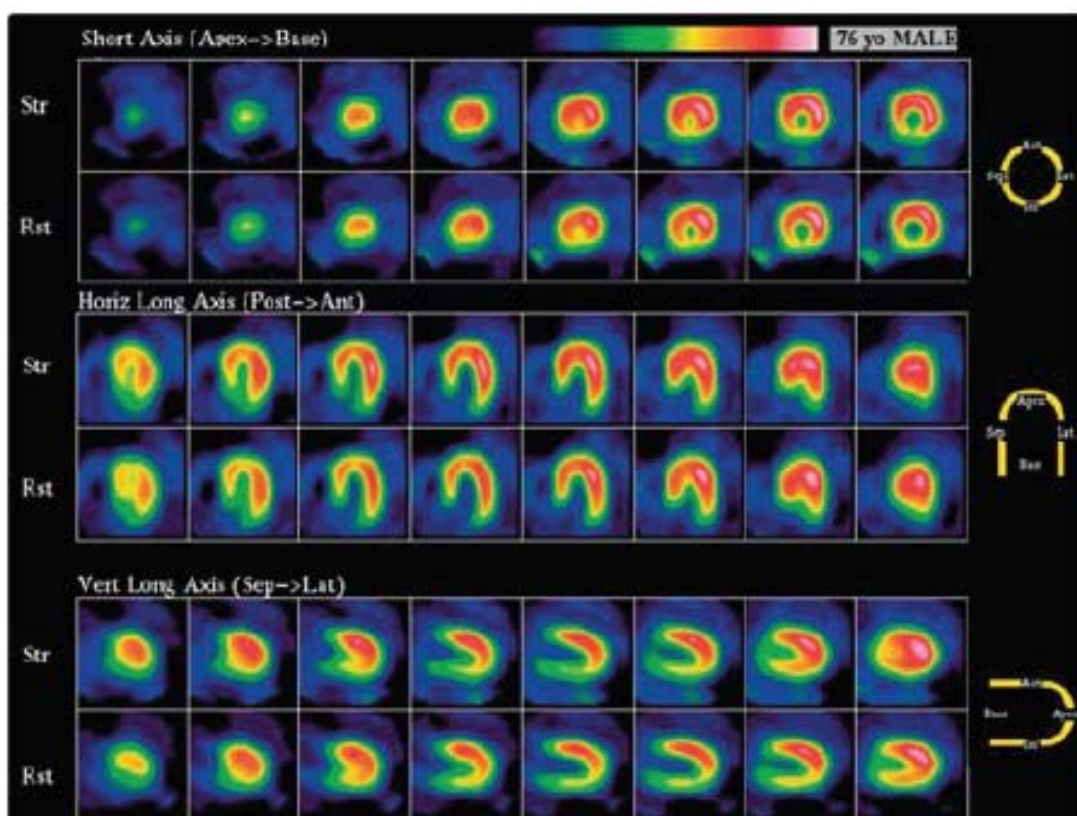 Short Axis (Apex->Base)
76 yo MALE
Str
Rst
Ant
Sep
Lat
Inf
Horiz Long Axis (Post->Ant)
Str
Rst
Apex
Sep
Lat
Base
Vert Long Axis (Sep->Lat)
Str
Rst
Ant
Base
Apex
Inf